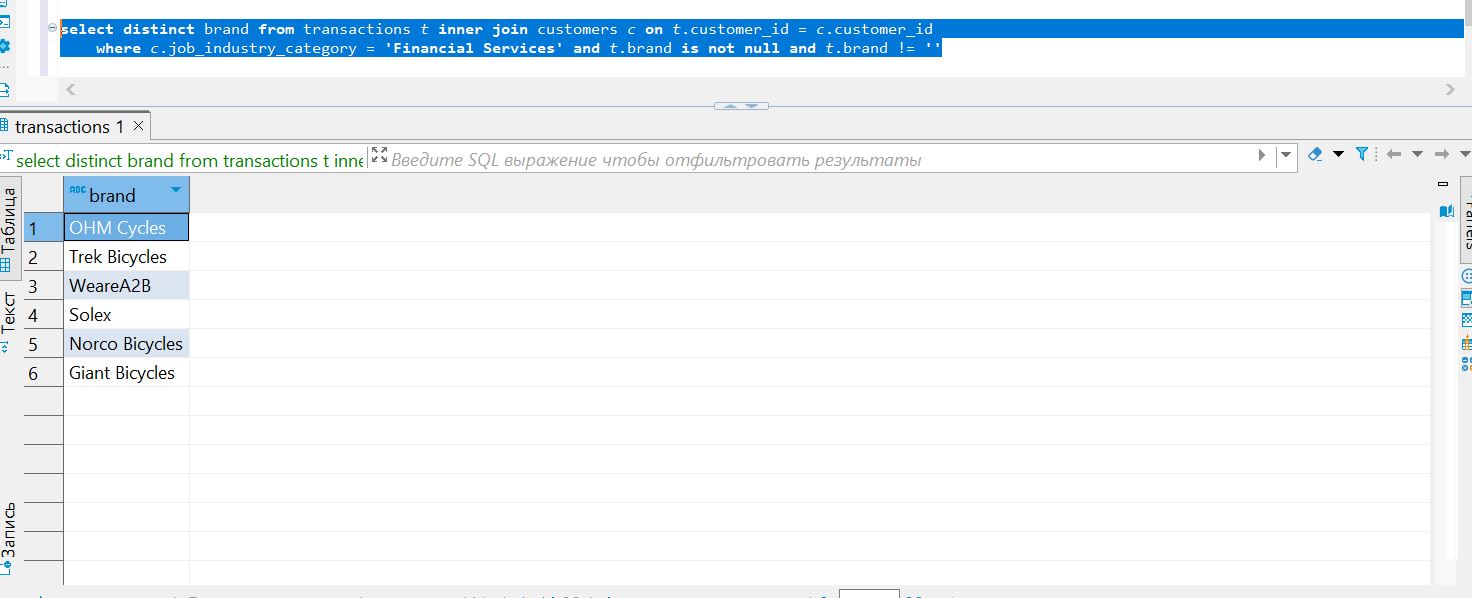 select distinct brand from transactions t inner join customers c on t.customer_id = c.customer_id
where c.job_industry_category = 'Financial Services' and t.brand is not null and t.brand != ''
transactions 1
select distinct brand from transactions t inne
Введите SQL выражение чтобы отфильтровать результаты
Таблица
Текст
Запись
ABC brand
1 OHM Cycles
2 Trek Bicycles
3 WeareA2B
4 Solex
5 Norco Bicycles
6 Giant Bicycles